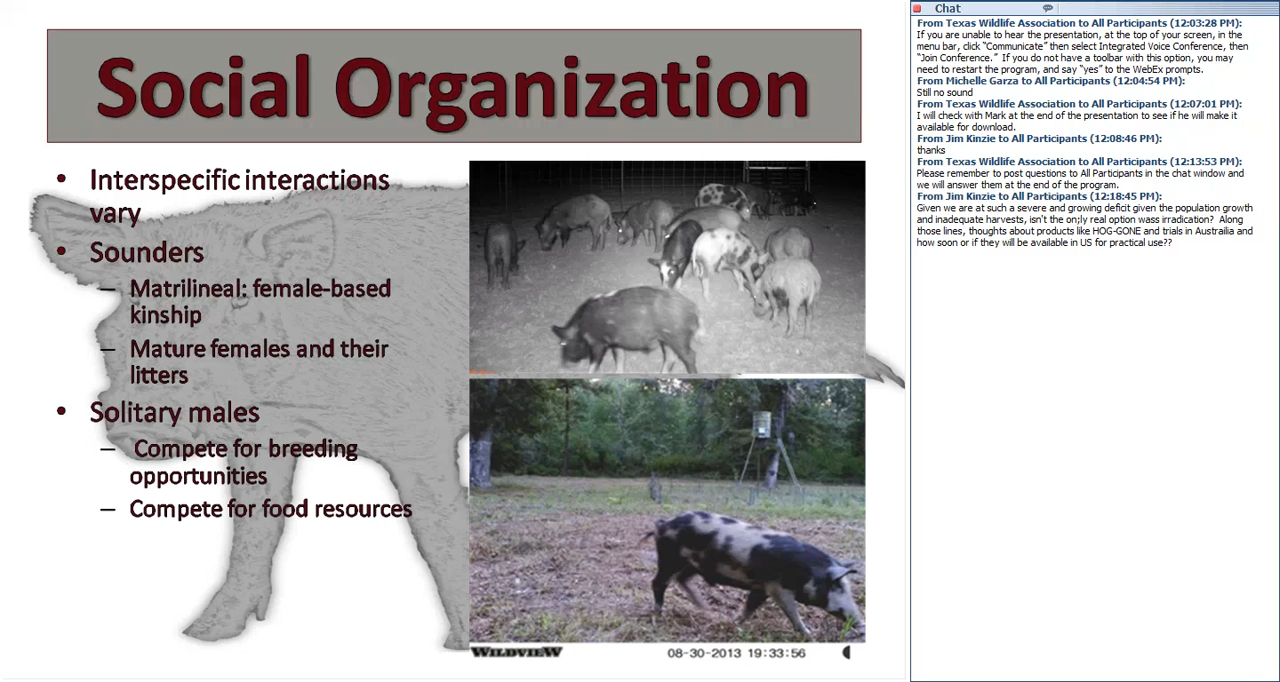 Social Organization
• Interspecific interactions
vary
• Sounders
– Matrilineal: female-based
kinship
– Mature females and their
litters
• Solitary males
– Compete for breeding
opportunities
– Compete for food resources
WILDVIEW 08-30-2013 19:33:56
Chat
From Texas Wildlife Association to All Participants (12:03:28 PM):
If you are unable to hear the presentation, at the top of your screen, in the
menu bar, click “Communicate” then select Integrated Voice Conference, then
“Join Conference.” If you do not have a toolbar with this option, you may
need to restart the program, and say “yes” to the WebEx prompts.
From Michelle Garza to All Participants (12:04:54 PM):
Still no sound
From Texas Wildlife Association to All Participants (12:07:01 PM):
I will check with Mark at the end of the presentation to see if he will make it
available for download.
From Jim Kinzie to All Participants (12:08:46 PM):
thanks
From Texas Wildlife Association to All Participants (12:13:53 PM):
Please remember to post questions to All Participants in the chat window and
we will answer them at the end of the program.
From Jim Kinzie to All Participants (12:18:45 PM):
Given we are at such a severe and growing deficit given the population growth
and inadequate harvests, isn't the on;ly real option wass irradication? Along
those lines, thoughts about products like HOG-GONE and trials in Austrailia and
how soon or if they will be available in US for practical use??